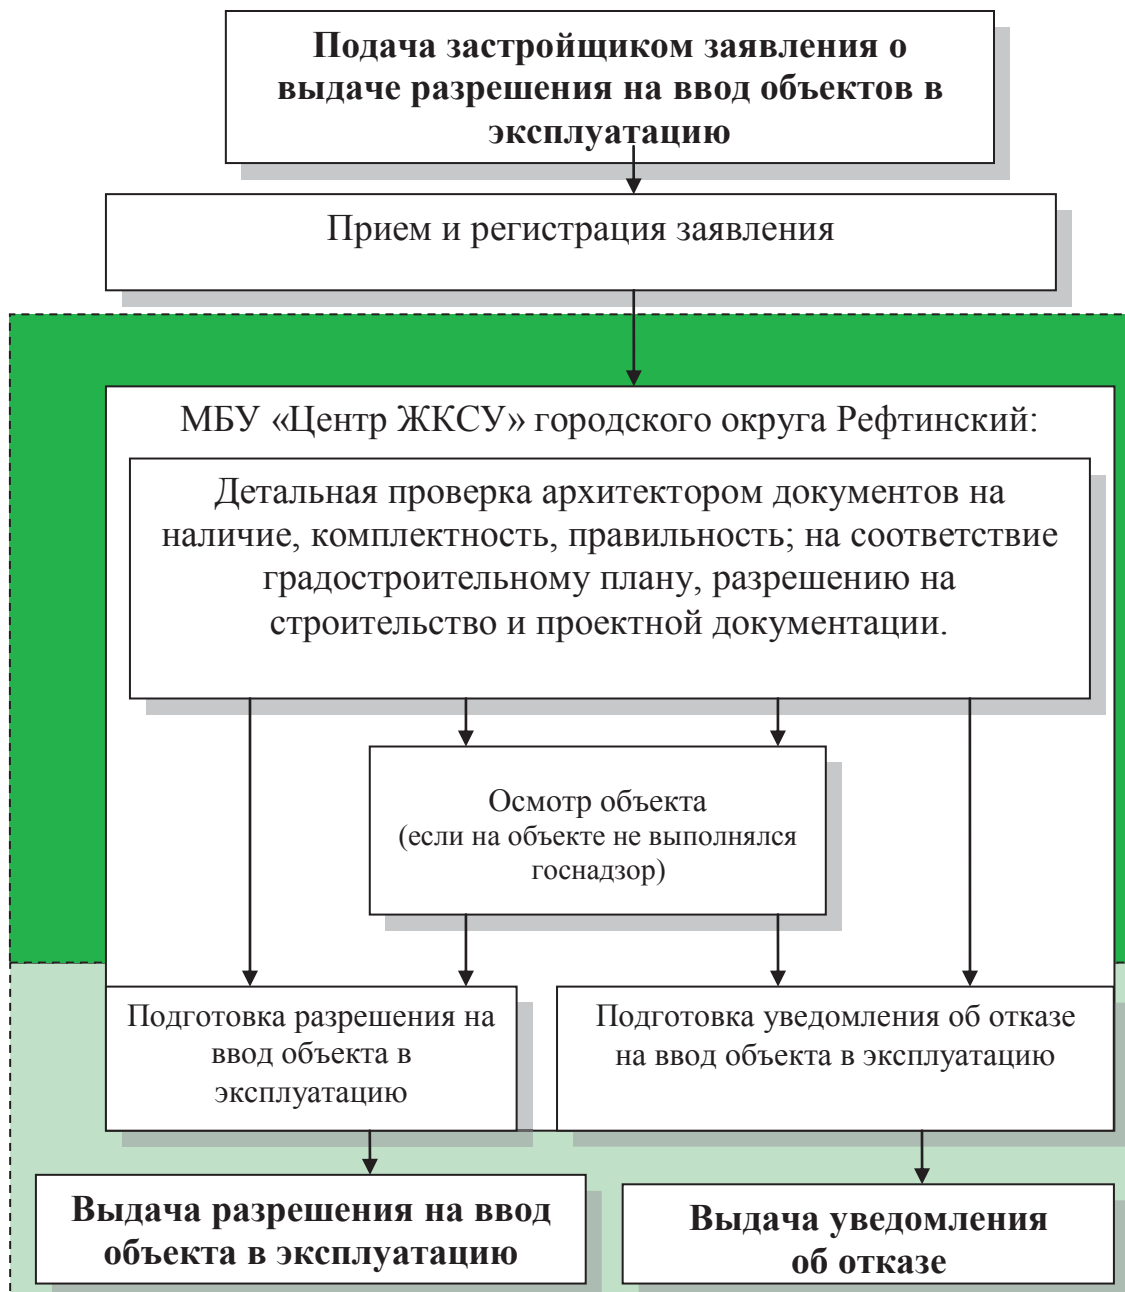 Подача застройщиком заявления о
выдаче разрешения на ввод объектов в
эксплуатацию
Прием и регистрация заявления
МБУ «Центр ЖКСУ» городского округа Рефтинский:
Детальная проверка архитектором документов на
наличие, комплектность, правильность; на соответствие
градостроительному плану, разрешению на
строительство и проектной документации.
Осмотр объекта
(если на объекте не выполнялся
госнадзор)
Подготовка разрешения на
ввод объекта в
эксплуатацию
Подготовка уведомления об отказе
на ввод объекта в эксплуатацию
Выдача разрешения на ввод
объекта в эксплуатацию
Выдача уведомления
об отказе